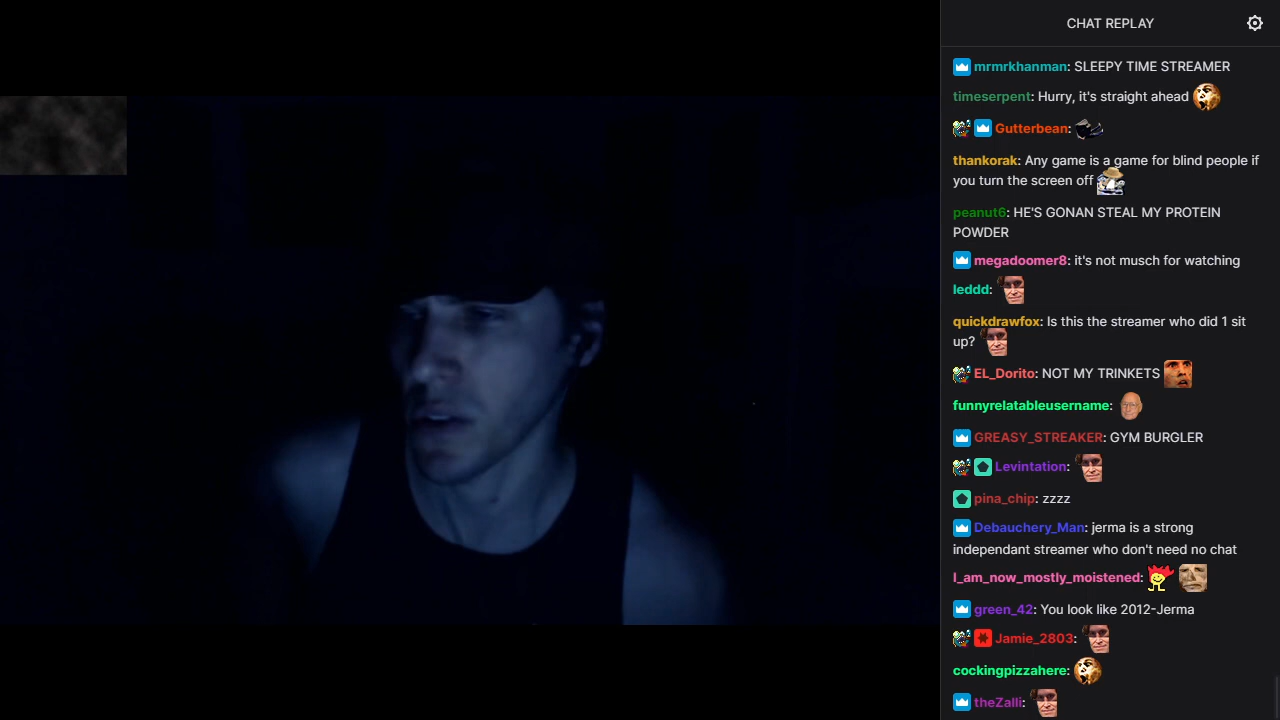 CHAT REPLAY
mrmrkhanman: SLEEPY TIME STREAMER
timeserpent: Hurry, it's straight ahead
Gutterbean:
thankorak: Any game is a game for blind people if
you turn the screen off
peanut6: HE'S GONAN STEAL MY PROTEIN
POWDER
megadoomer8: it's not musch for watching
leddd:
quickdrawfox: Is this the streamer who did 1 sit
up?
EL_Dorito: NOT MY TRINKETS
funnyrelatableusername:
GREASY_STREAKER: GYM BURGLER
Levintation:
pina_chip: zzzz
Debauchery_Man: jerma is a strong
independant streamer who don't need no chat
I_am_now_mostly_moistened:
green_42: You look like 2012-Jerma
Jamie_2803:
cockingpizzahere:
theZalli: